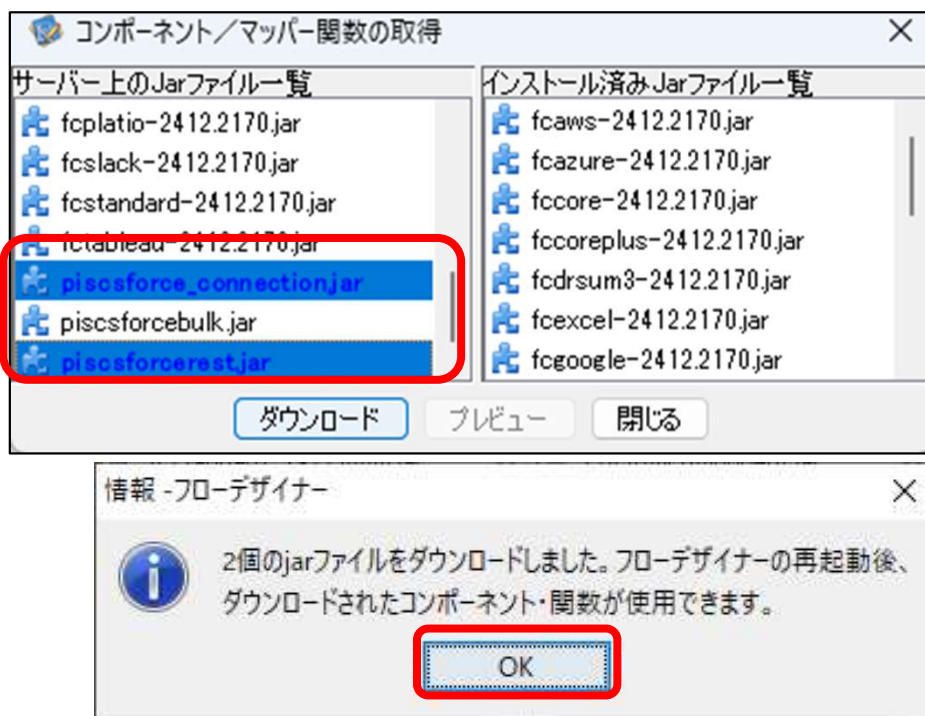 コンポーネント／マッパー関数の取得
サーバー上のJarファイル一覧
fcplatio-2412.2170.jar
fcslack-2412.2170.jar
fcstandard-2412.2170.jar
fctableau-2412.2170.jar
piscsforce_connection.jar
piscsforcebulk.jar
piscsforcerest.jar
インストール済みJarファイル一覧
fcaws-2412.2170.jar
fcazure-2412.2170.jar
fccore-2412.2170.jar
fccoreplus-2412.2170.jar
fcdrsum3-2412.2170.jar
fcexcel-2412.2170.jar
fcgoogle-2412.2170.jar
ダウンロード
プレビュー
閉じる
情報 -フローデザイナー
2個のjarファイルをダウンロードしました。フローデザイナーの再起動後、
ダウンロードされたコンポーネント・関数が使用できます。
OK